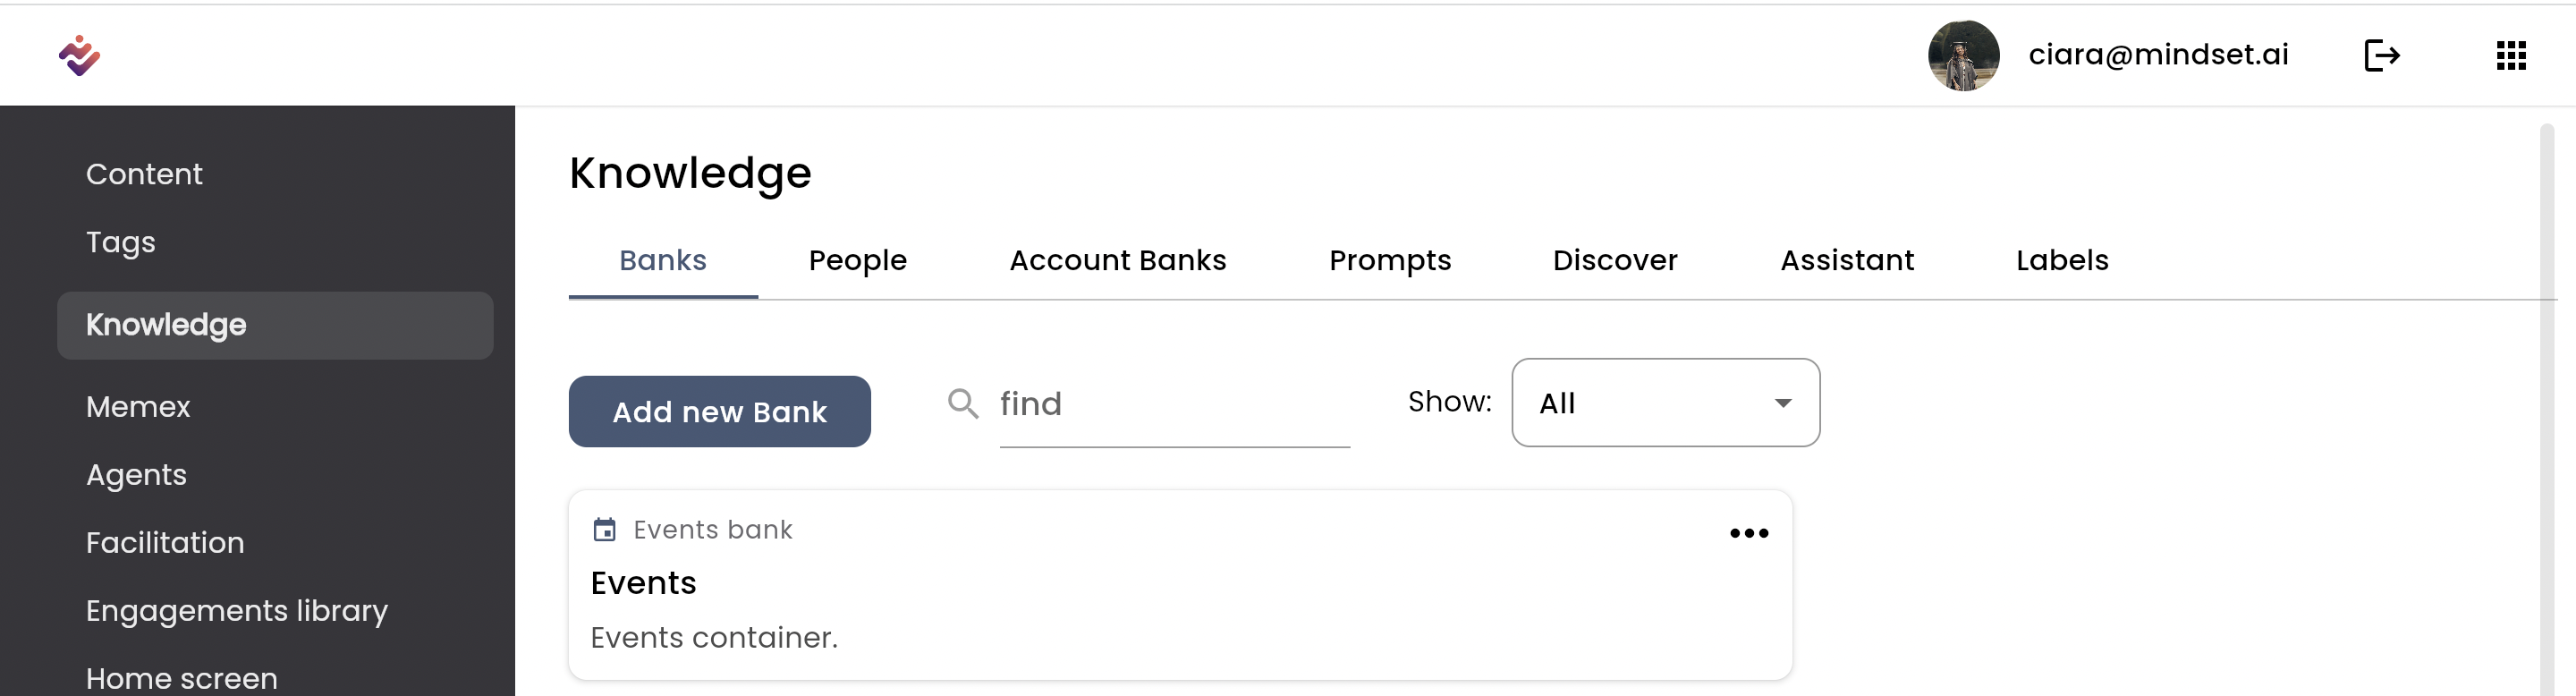 ciara@mindset.ai
Content
Tags
Knowledge
Memex
Agents
Facilitation
Engagements library
Home screen
Knowledge
Banks People Account Banks Prompts Discover Assistant Labels
Add new Bank find Show: All
Events bank
Events
Events container.